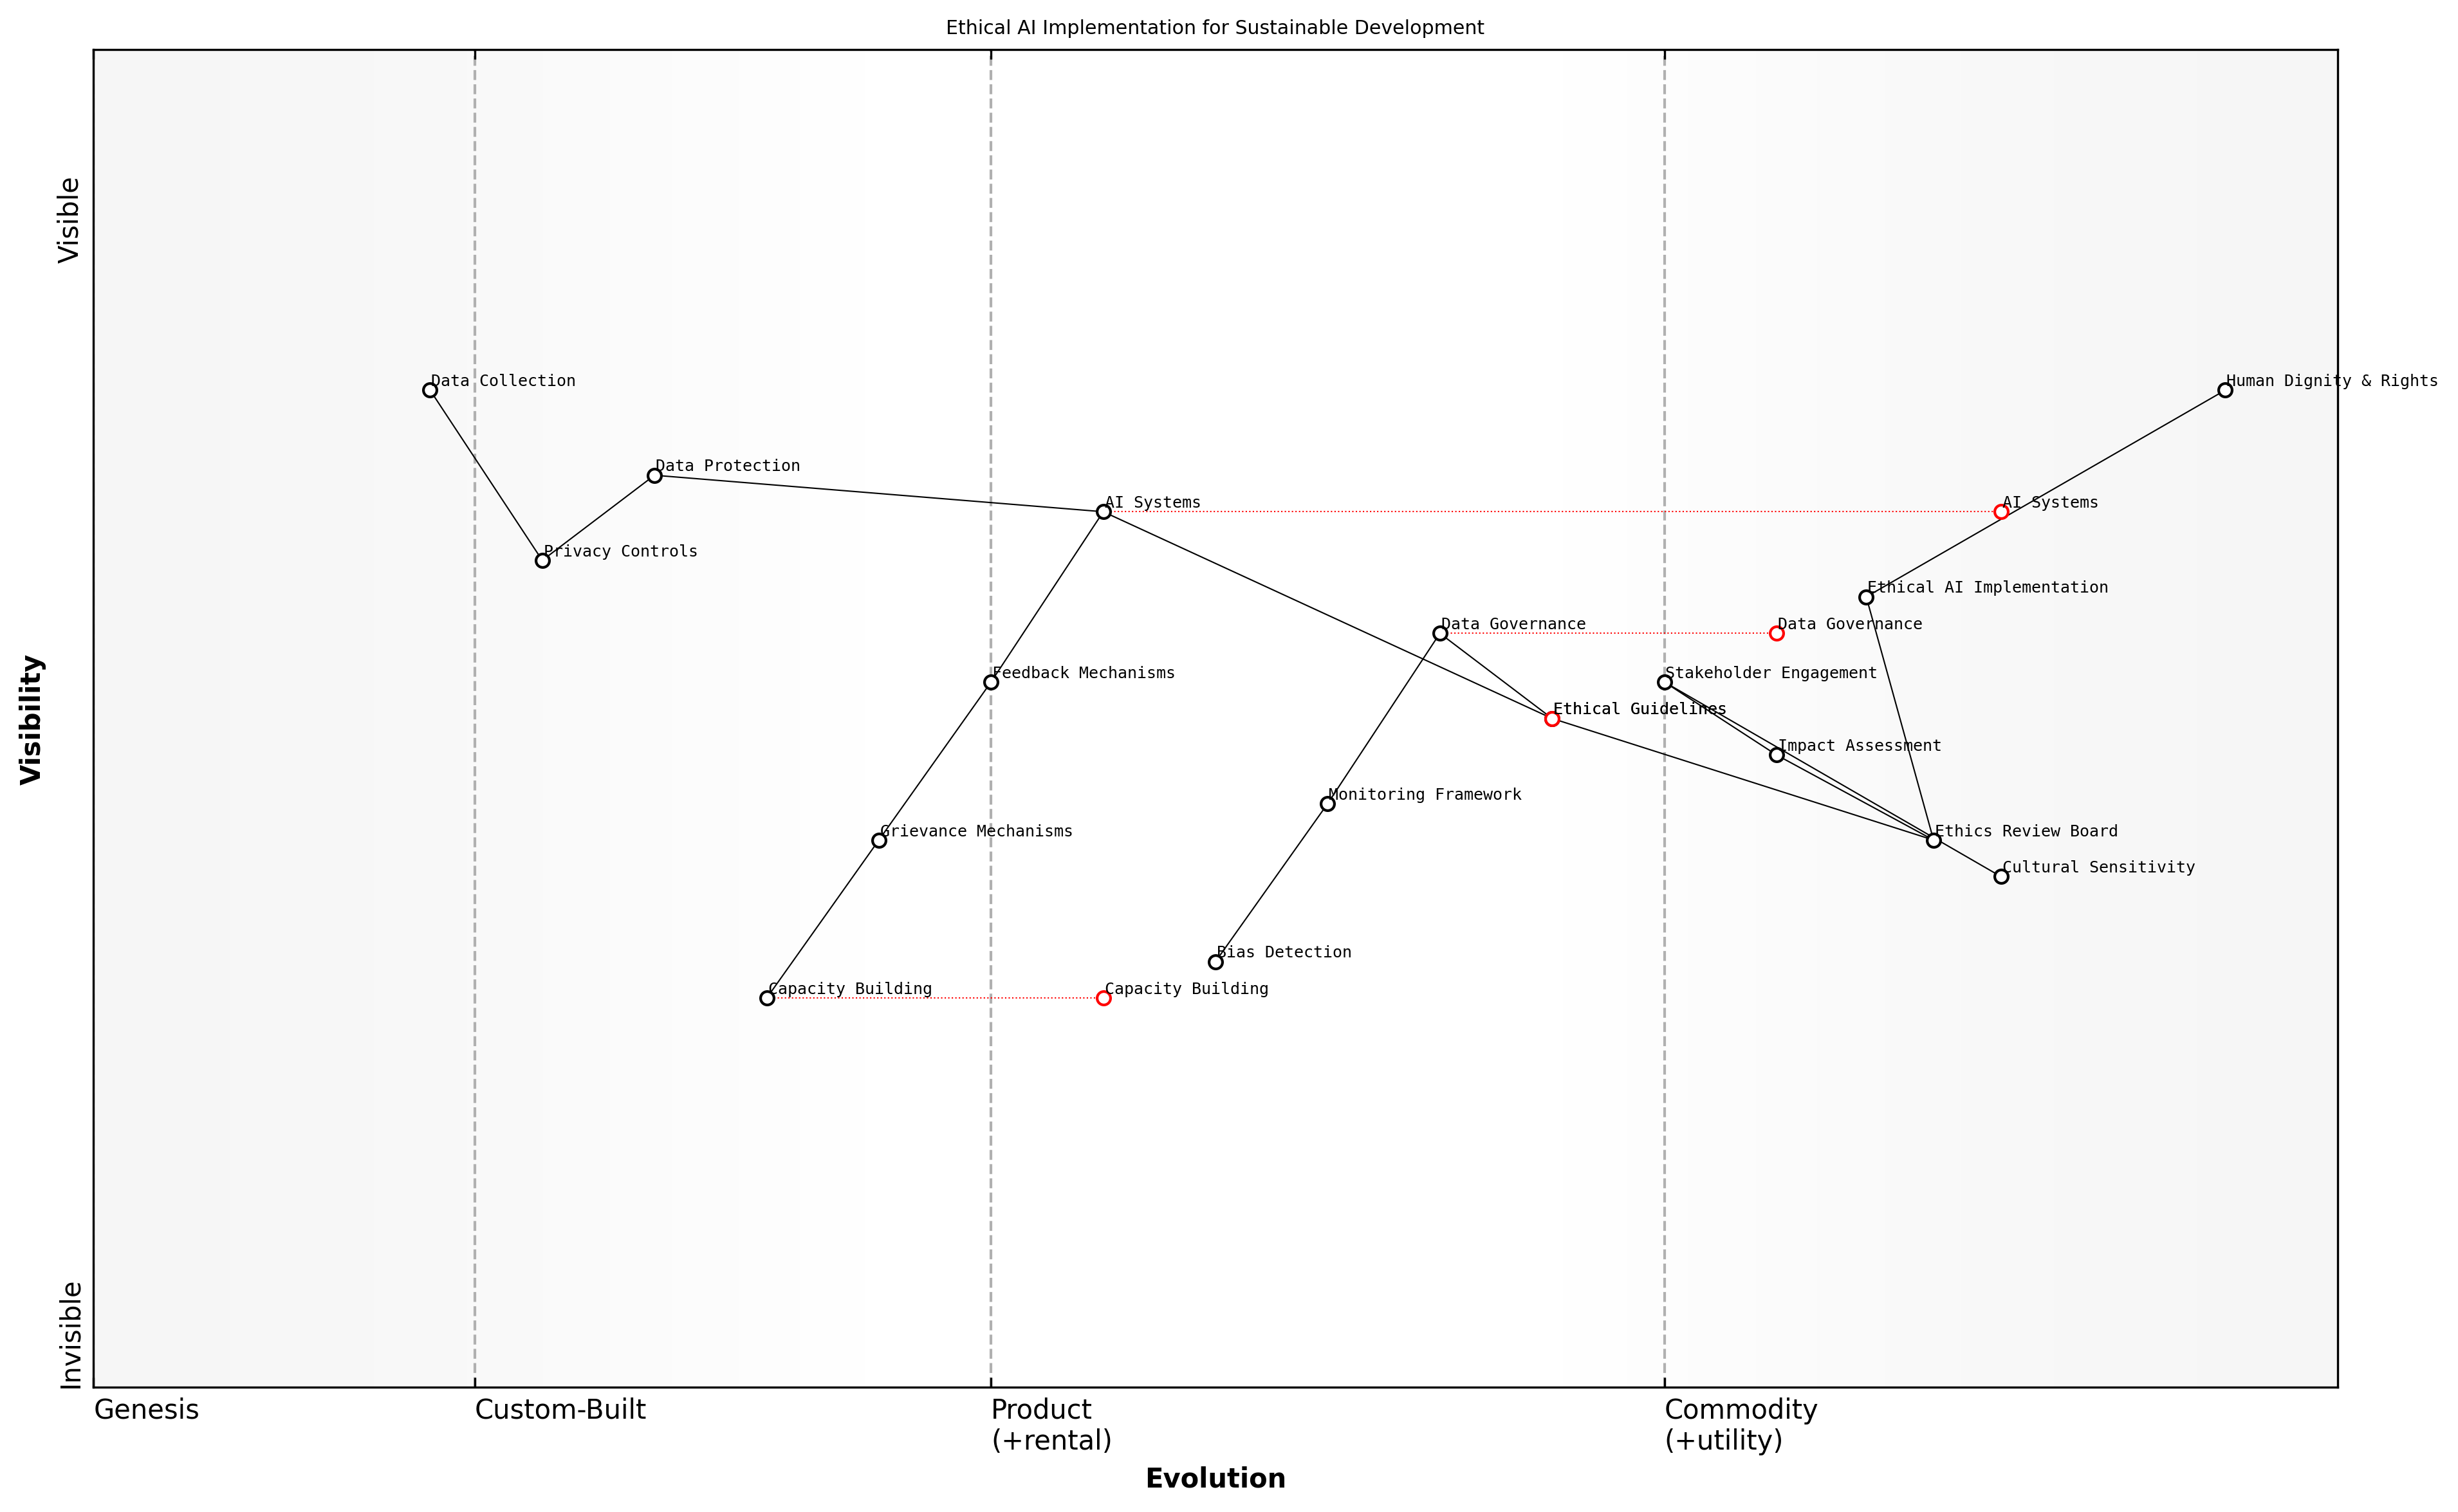 Ethical AI Implementation for Sustainable Development
Visible
Visibility
Invisible
Data Collection
Human Dignity & Rights
Data Protection
AI Systems
AI Systems
Privacy Controls
Ethical AI Implementation
Data Governance
Data Governance
Feedback Mechanisms
Stakeholder Engagement
Ethical Guidelines
Impact Assessment
Monitoring Framework
Grievance Mechanisms
Ethics Review Board
Cultural Sensitivity
Bias Detection
Capacity Building
Capacity Building
Genesis
Custom-Built
Product
(+rental)
Commodity
(+utility)
Evolution